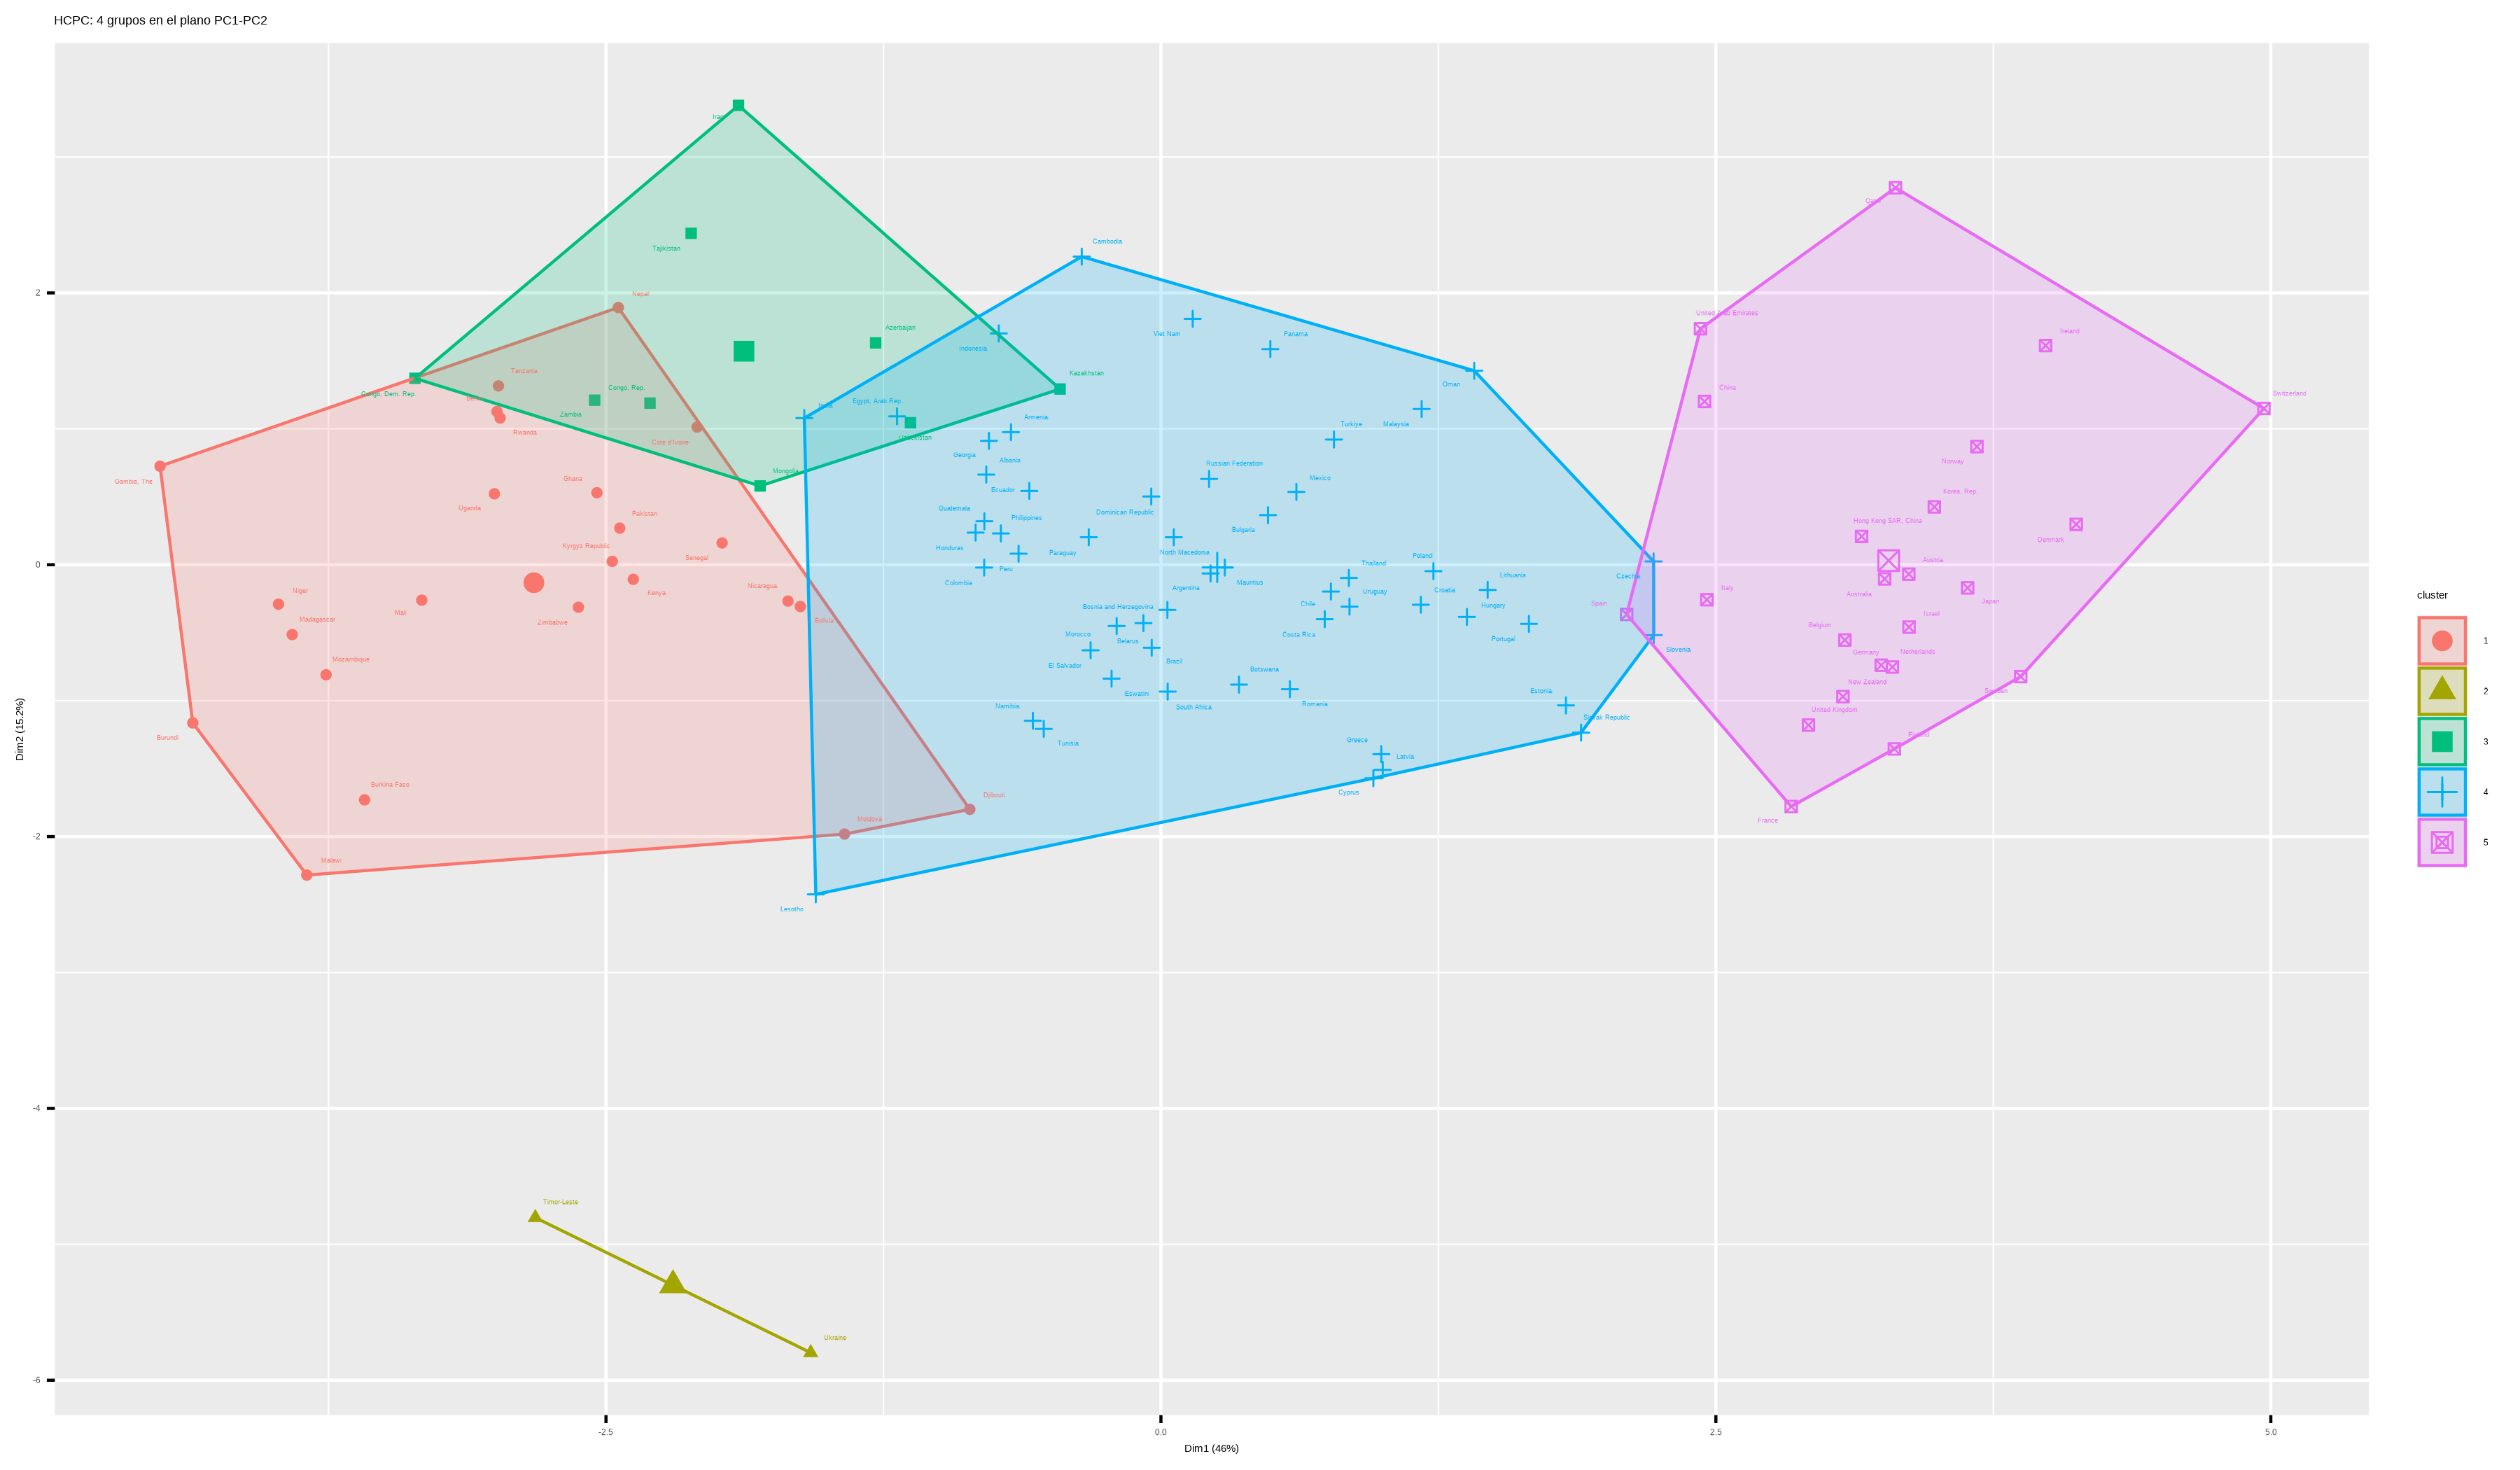 HCPC: 4 grupos en el plano PC1-PC2
Iraq
Qatar
Tajikistan
Cambodia
Nepal
United Arab Emirates
Azerbaijan
Viet Nam
Panama
Ireland
Indonesia
Tanzania
Kazakhstan
Oman
Congo, Dem. Rep.
Congo, Rep.
China
Switzerland
Benin
Zambia
India
Egypt, Arab Rep.
Rwanda
Cote d'Ivoire
Uzbekistan
Armenia
Turkiye
Malaysia
Georgia
Albania
Norway
Mongolia
Russian Federation
Gambia, The
Ghana
Ecuador
Mexico
Korea, Rep.
Uganda
Guatemala
Dominican Republic
Pakistan
Philippines
Bulgaria
Hong Kong SAR, China
Kyrgyz Republic
Honduras
Denmark
Senegal
Paraguay
North Macedonia
Poland
Austria
Peru
Thailand
Kenya
Nicaragua
Colombia
Argentina
Mauritius
Lithuania
Czechia
Niger
Croatia
Uruguay
Italy
Australia
Japan
Mali
Madagascar
Zimbabwe
Bolivia
Bosnia and Herzegovina
Chile
Hungary
Spain
Israel
Morocco
Belarus
Costa Rica
Portugal
Belgium
Mozambique
El Salvador
Brazil
Botswana
Slovenia
Germany
Netherlands
Eswatini
South Africa
Romania
Estonia
New Zealand
Sweden
Namibia
Slovak Republic
United Kingdom
Burundi
Tunisia
Greece
Latvia
Finland
Burkina Faso
Djibouti
Cyprus
France
Moldova
Malawi
Lesotho
Timor-Leste
Ukraine
2
0
-2
-4
-6
-2.5
0.0
2.5
5.0
Dim1 (46%)
Dim2 (15.2%)
cluster
1
2
3
4
5